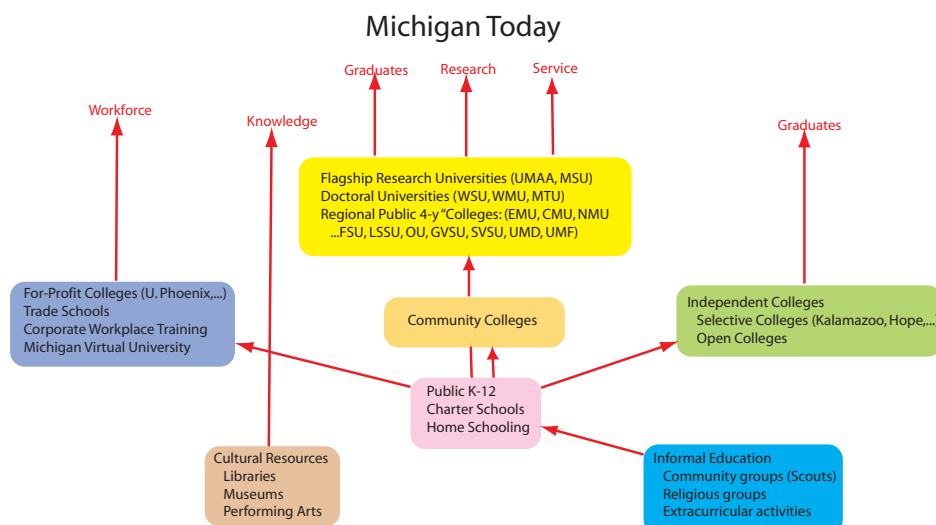 Michigan Today
Graduates
Research
Service
Workforce
Knowledge
Graduates
Flagship Research Universities (UMAA, MSU)
Doctoral Universities (WSU, WMU, MTU)
Regional Public 4-y “Colleges: (EMU, CMU, NMU
...FSU, LSSU, OU, GVSU, SVSU, UMD, UMF)
For-Profit Colleges (U. Phoenix,...)
Trade Schools
Corporate Workplace Training
Michigan Virtual University
Community Colleges
Independent Colleges
Selective Colleges (Kalamazoo, Hope,...)
Open Colleges
Public K-12
Charter Schools
Home Schooling
Cultural Resources
Libraries
Museums
Performing Arts
Informal Education
Community groups (Scouts)
Religious groups
Extracurricular activities